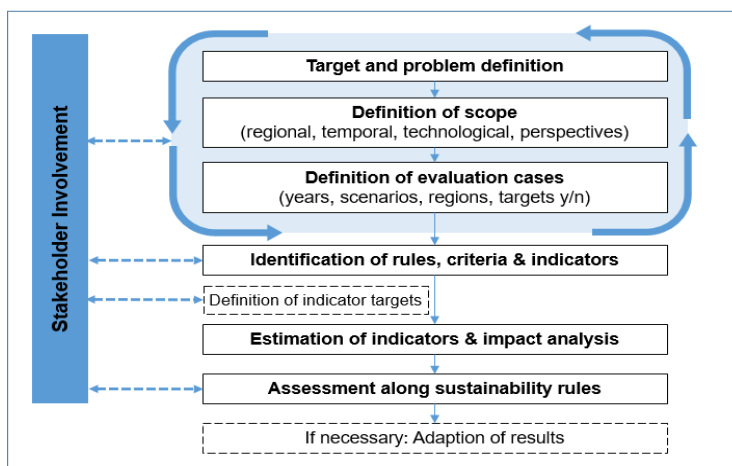 Stakeholder Involvement
Target and problem definition
Definition of scope
(regional, temporal, technological, perspectives)
Definition of evaluation cases
(years, scenarios, regions, targets y/n)
Identification of rules, criteria & indicators
Definition of indicator targets
Estimation of indicators & impact analysis
Assessment along sustainability rules
If necessary: Adaption of results